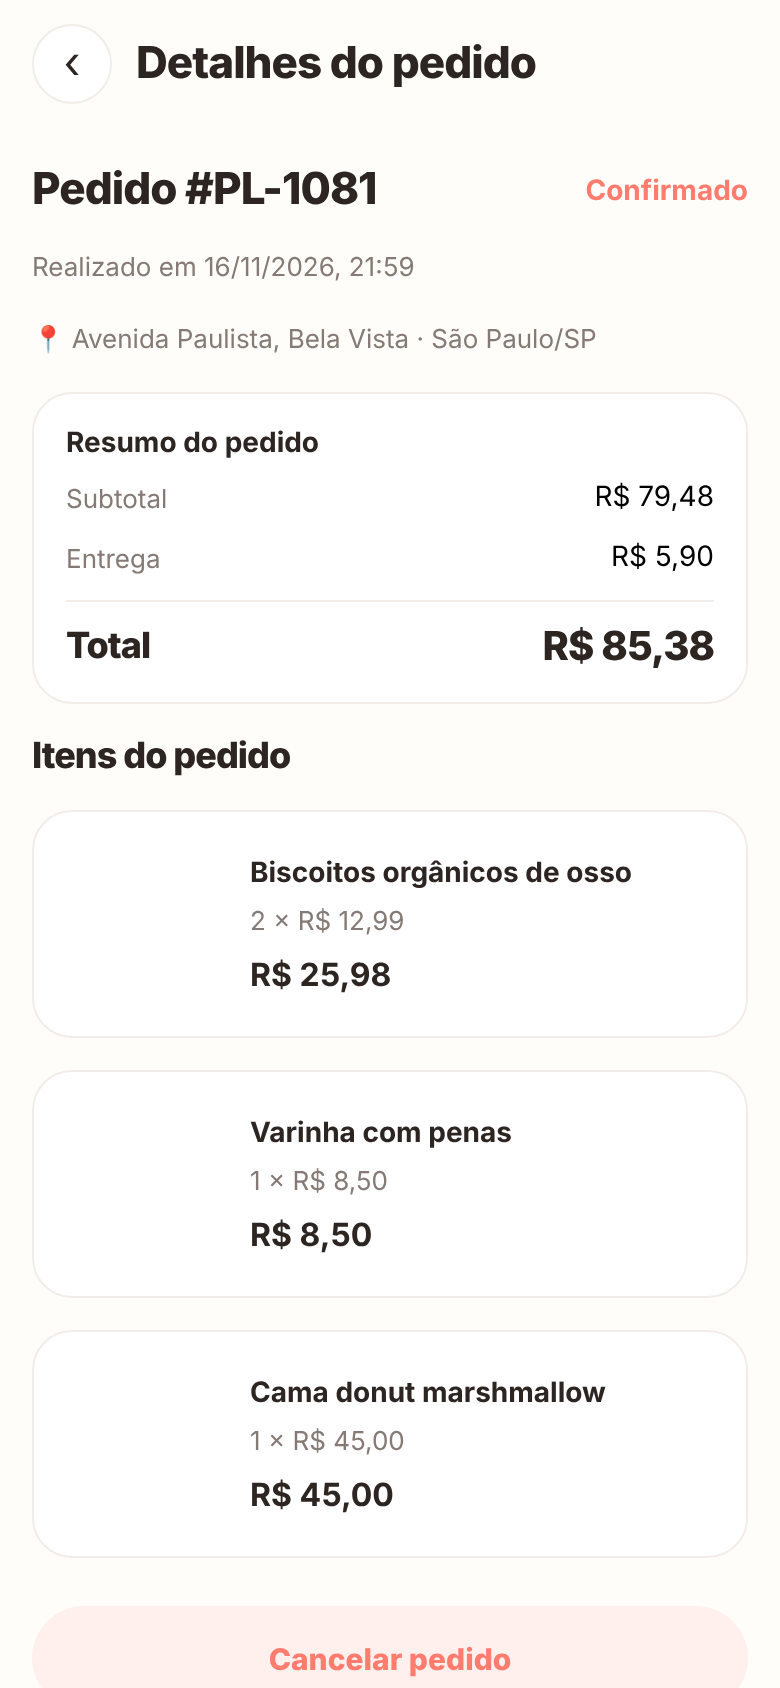 Detalhes do pedido
Pedido #PL-1081
Confirmado
Realizado em 16/11/2026, 21:59
📍 Avenida Paulista, Bela Vista · São Paulo/SP
Resumo do pedido
Subtotal R$ 79,48
Entrega R$ 5,90
Total R$ 85,38
Itens do pedido
Biscoitos orgânicos de osso
2 × R$ 12,99
R$ 25,98
Varinha com penas
1 × R$ 8,50
R$ 8,50
Cama donut marshmallow
1 × R$ 45,00
R$ 45,00
Cancelar pedido